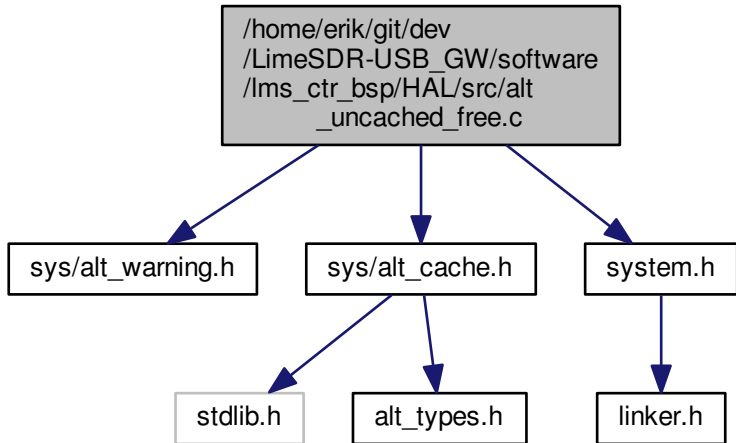 /home/erik/git/dev
/LimeSDR-USB_GW/software
/lms_ctr_bsp/HAL/src/alt
_uncached_free.c
sys/alt_warning.h
sys/alt_cache.h
system.h
stdlib.h
alt_types.h
linker.h